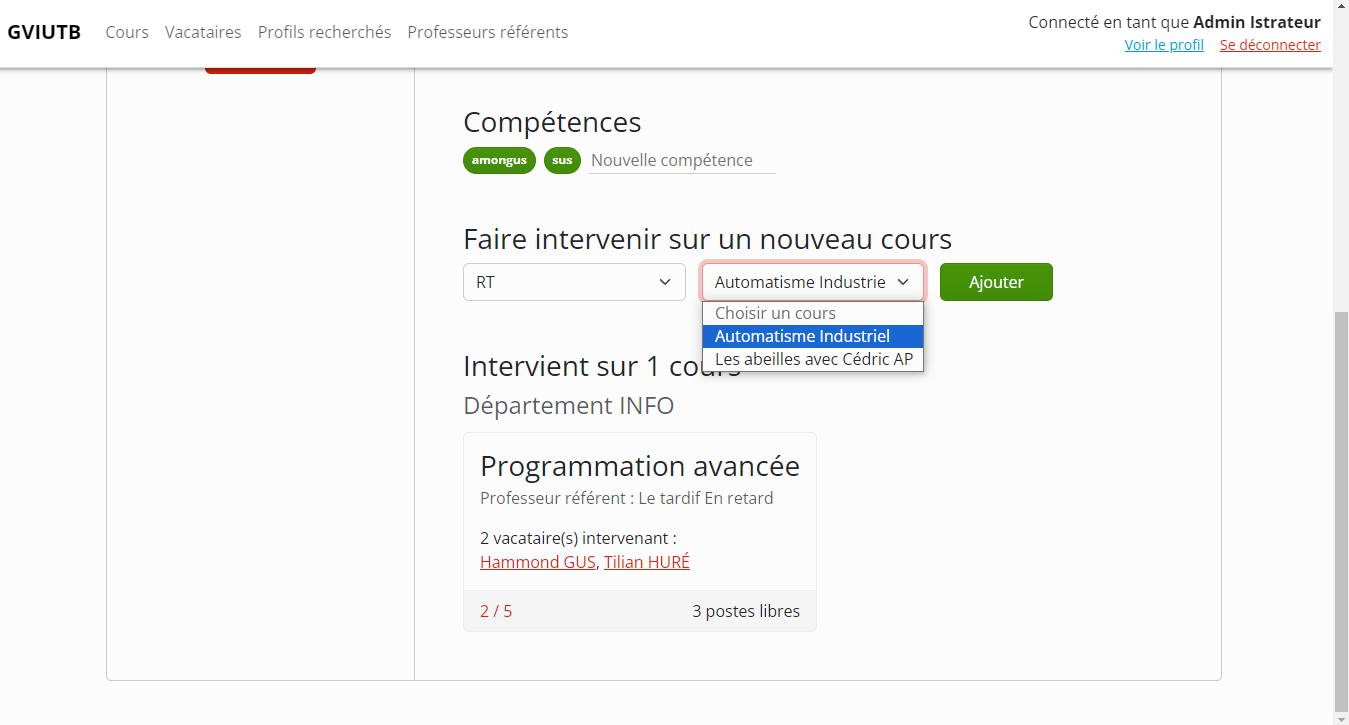 GVIUTB Cours Vacataires Profils recherchés Professeurs référents
Connecté en tant que Admin Istrateur
Voir le profil Se déconnecter
Compétences
amongus sus Nouvelle compétence
Faire intervenir sur un nouveau cours
RT Automatisme Industrie Ajouter
Choisir un cours
Automatisme Industriel
Les abeilles avec Cédric AP
Intervient sur 1 cours
Département INFO
Programmation avancée
Professeur référent : Le tardif En retard
2 vacataire(s) intervenant :
Hammond GUS, Tilian HURÉ
2 / 5 3 postes libres